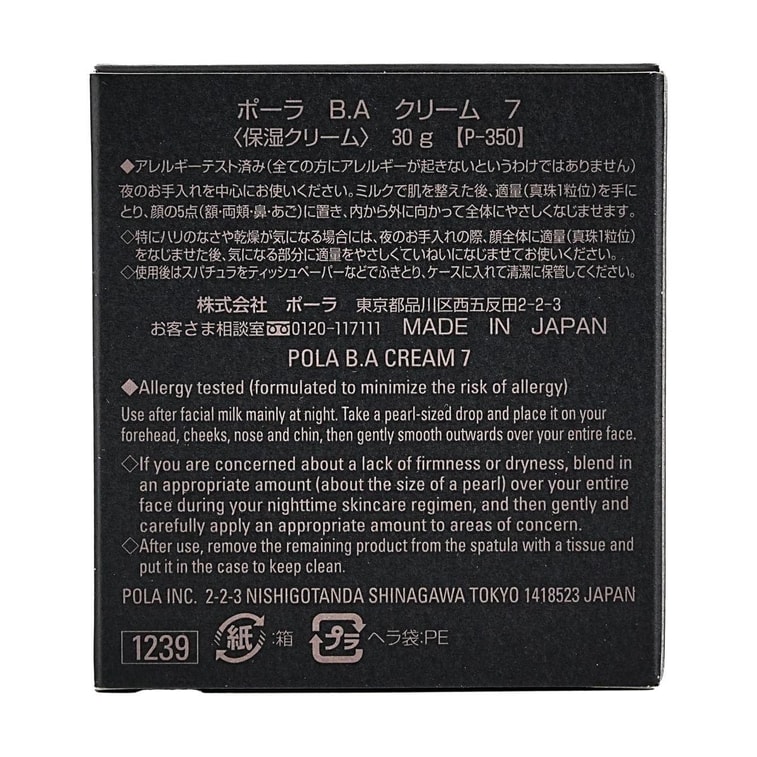 ポーラ B.A クリーム 7
〈保湿クリーム〉 30g 【P-350】
◆アレルギーテスト済み(全ての方にアレルギーが起きないというわけではありません)
夜のお手入れを中心にお使いください。ミルクで肌を整えた後、適量(真珠1粒位)を手に
とり、顔の5点(額・両頬・鼻・あご)に置き、内から外に向かって全体にやさしくなじませます。
◇特にハリのなさや乾燥が気になる場合には、夜のお手入れの際、顔全体に適量(真珠1粒位)
をなじませた後、気になる部分に適量をやさしくていねいになじませてお使いください。
◇使用後はスパチュラをティッシュペーパーなどでふきとり、ケースに入れて清潔に保管してください。
株式会社 ポーラ 東京都品川区西五反田2-2-3
お客さま相談室 0120-117111 MADE IN JAPAN
POLA B.A CREAM 7
◆Allergy tested (formulated to minimize the risk of allergy)
Use after facial milk mainly at night. Take a pearl-sized drop and place it on your
forehead, cheeks, nose and chin, then gently smooth outwards over your entire face.
◇If you are concerned about a lack of firmness or dryness, blend in
an appropriate amount (about the size of a pearl) over your entire
face during your nighttime skincare regimen, and then gently and
carefully apply an appropriate amount to areas of concern.
◇After use, remove the remaining product from the spatula with a tissue and
put it in the case to keep clean.
POLA INC. 2-2-3 NISHIGOTANDA SHINAGAWA TOKYO 1418523 JAPAN
1239 紙:箱 プラ ヘラ袋:PE